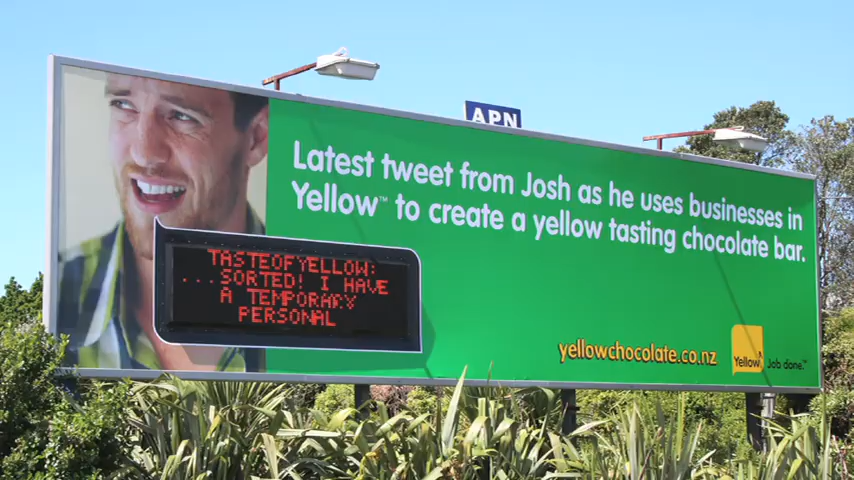 APN
Latest tweet from Josh as he uses businesses in
Yellow™ to create a yellow tasting chocolate bar.
TASTEOFYELLOW:
...SORTED! I HAVE
A TEMPORARY
PERSONAL
yellowchocolate.co.nz
Yellow
Job done.™